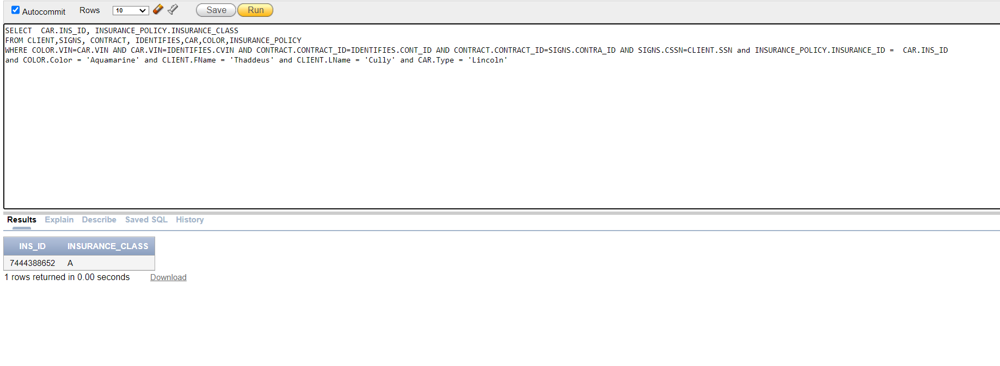 Autocommit Rows 10 Save Run
SELECT  CAR.INS_ID, INSURANCE_POLICY.INSURANCE_CLASS
FROM CLIENT,SIGNS, CONTRACT, IDENTIFIES,CAR,COLOR,INSURANCE_POLICY
WHERE COLOR.VIN=CAR.VIN AND CAR.VIN=IDENTIFIES.CVIN AND CONTRACT.CONTRACT_ID=IDENTIFIES.CONT_ID AND CONTRACT.CONTRACT_ID=SIGNS.CONTRA_ID AND SIGNS.CSSN=CLIENT.SSN and INSURANCE_POLICY.INSURANCE_ID =  CAR.INS_ID
and COLOR.Color = 'Aquamarine' and CLIENT.FName = 'Thaddeus' and CLIENT.LName = 'Cully' and CAR.Type = 'Lincoln'
Results Explain Describe Saved SQL History
INS_ID INSURANCE_CLASS
7444388652 A
1 rows returned in 0.00 seconds Download